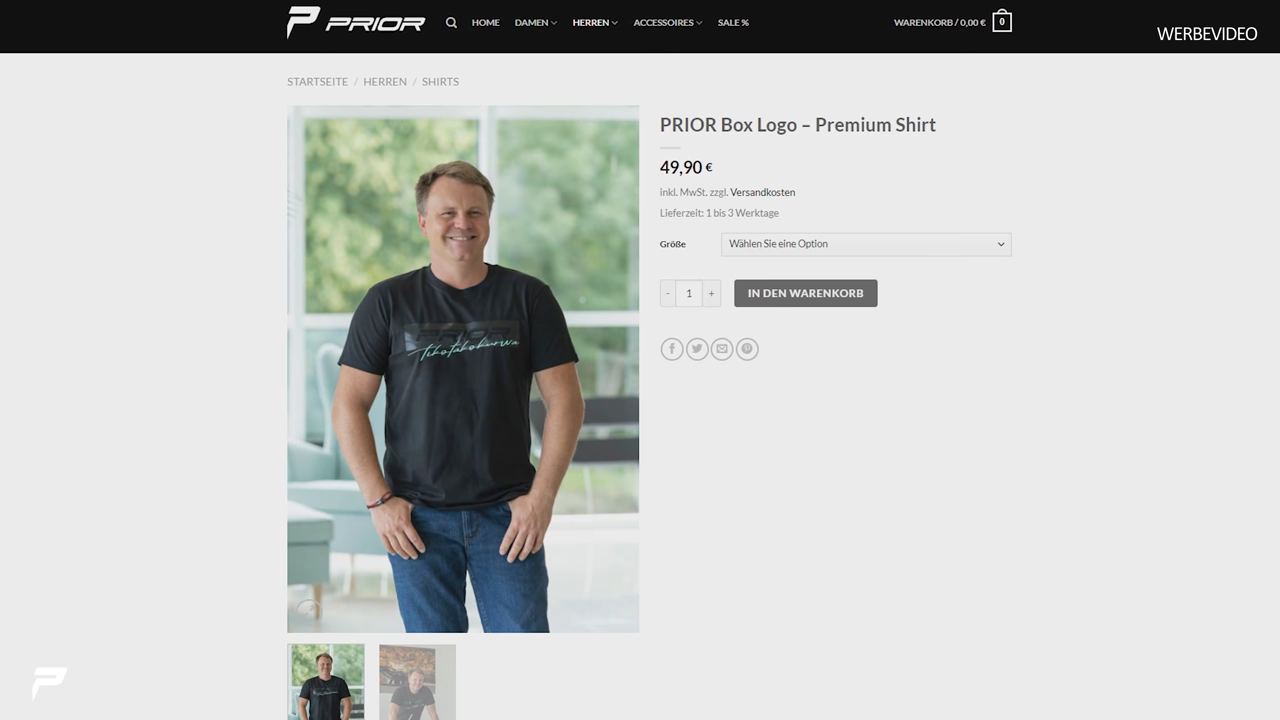 PRIOR
HOME
DAMEN
HERREN
ACCESSOIRES
SALE %
WARENKORB / 0,00 €
0
WERBEVIDEO
STARTSEITE / HERREN / SHIRTS
PRIOR Box Logo – Premium Shirt
49,90 €
inkl. MwSt. zzgl. Versandkosten
Lieferzeit: 1 bis 3 Werktage
Größe
Wählen Sie eine Option
- 1 +
IN DEN WARENKORB
PRIOR